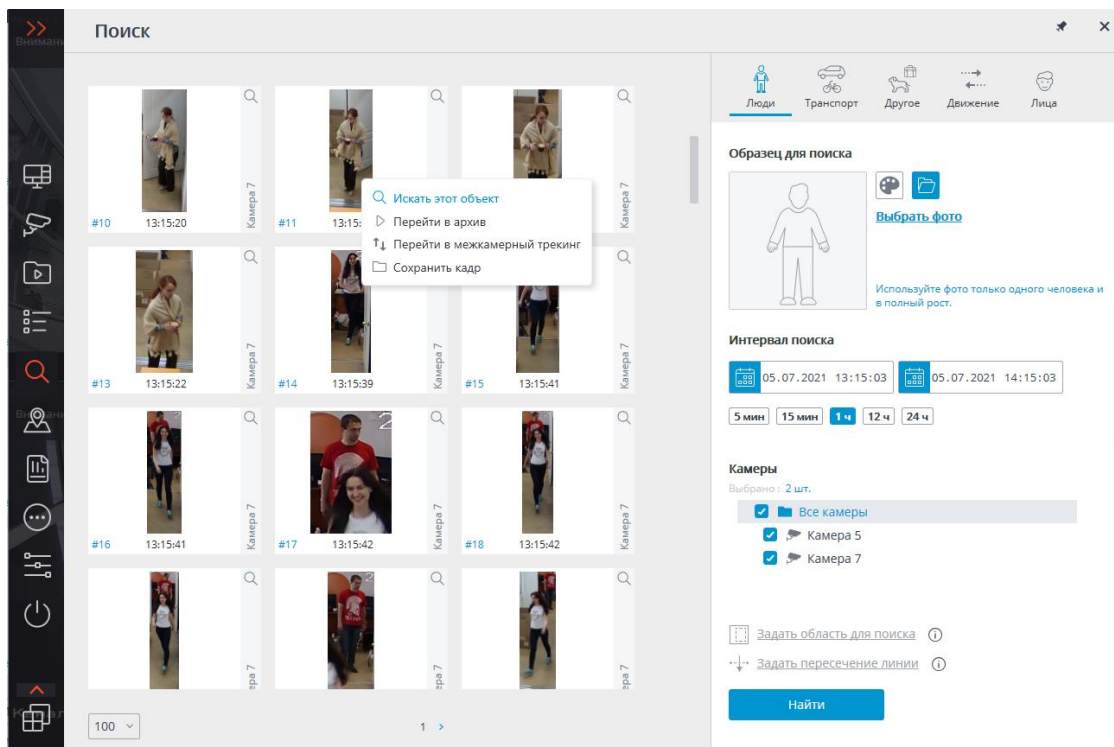 Поиск
Вниман
#10 13:15:20 Камера 7
#11 13:15:
Камера 7
Искать этот объект
Перейти в архив
Перейти в межкамерный трекинг
Сохранить кадр
#13 13:15:22 Камера 7
#14 13:15:39 Камера 7
#15 13:15:41 Камера 7
#16 13:15:41 Камера 7
#17 13:15:42 Камера 7
#18 13:15:42 Камера 7
ера 7
ера 7
ера 7
100
1
Люди Транспорт Другое Движение Лица
Образец для поиска
Выбрать фото
Используйте фото только одного человека и
в полный рост.
Интервал поиска
05.07.2021 13:15:03 05.07.2021 14:15:03
5 мин 15 мин 1 ч 12 ч 24 ч
Камеры
Выбрано : 2 шт.
Все камеры
Камера 5
Камера 7
Задать область для поиска
Задать пересечение линии
Найти